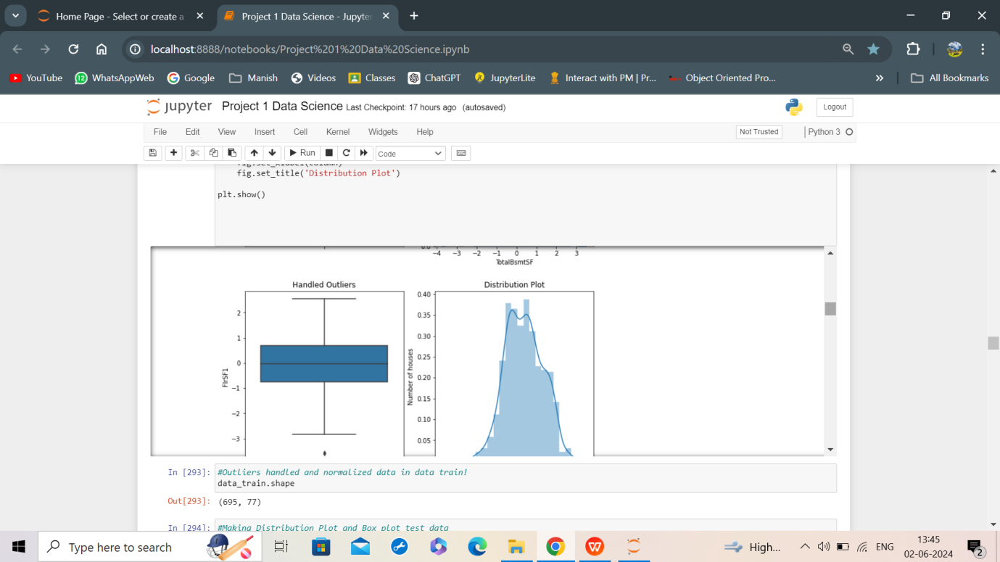 Home Page - Select or create a
Project 1 Data Science - Jupyter
localhost:8888/notebooks/Project%201%20Data%20Science.ipynb
YouTube WhatsAppWeb Google Manish Videos Classes ChatGPT JupyterLite Interact with PM | Pr... Object Oriented Pro... » All Bookmarks
jupyter Project 1 Data Science Last Checkpoint: 17 hours ago (autosaved) Logout
File Edit View Insert Cell Kernel Widgets Help Not Trusted Python 3
Run Code
fig.set_xlabel(column)
fig.set_title('Distribution Plot')
plt.show()
0.0
-4 -3 -2 -1 0 1 2 3
TotalBsmtSF
Handled Outliers
2
1
0
-1
-2
-3
FlrSF1
Distribution Plot
0.40
0.35
0.30
0.25
0.20
0.15
0.10
0.05
Number of houses
In [293]: #Outliers handled and normalized data in data train!
data_train.shape
Out[293]: (695, 77)
In [294]: #Making Distribution Plot and Box plot test data
Type here to search
High... ENG
13:45
02-06-2024
2